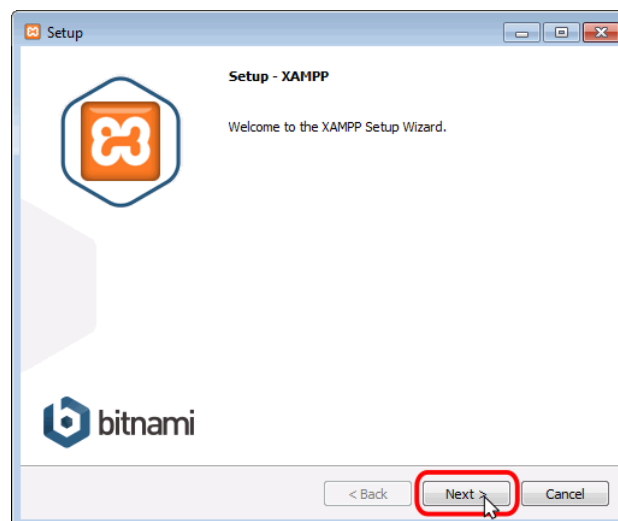 Setup
Setup - XAMPP
Welcome to the XAMPP Setup Wizard.
bitnami
< Back
Next >
Cancel